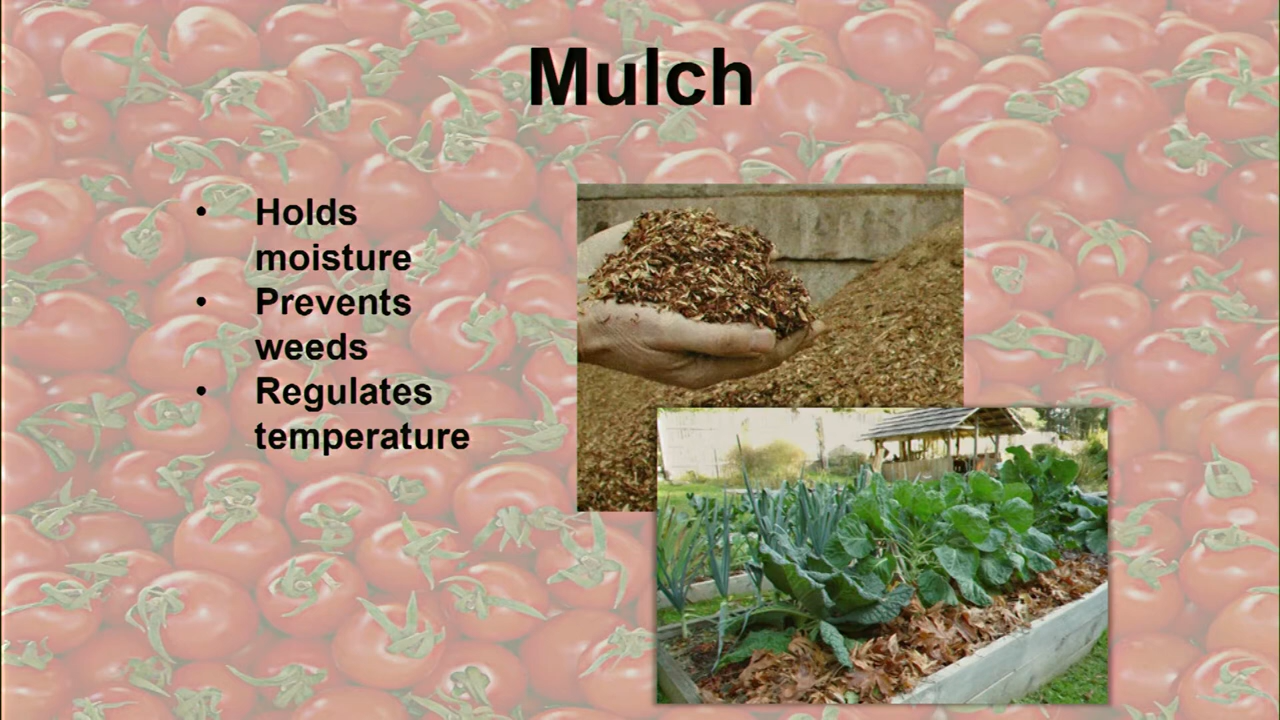 Mulch
• Holds
moisture
• Prevents
weeds
• Regulates
temperature